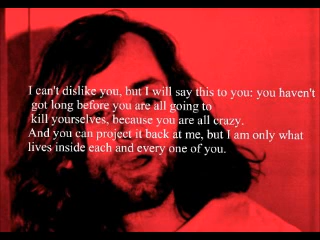 I can't dislike you, but I will say this to you: you haven't
got long before you are all going to
kill yourselves, because you are all crazy.
And you can project it back at me, but I am only what
lives inside each and every one of you.